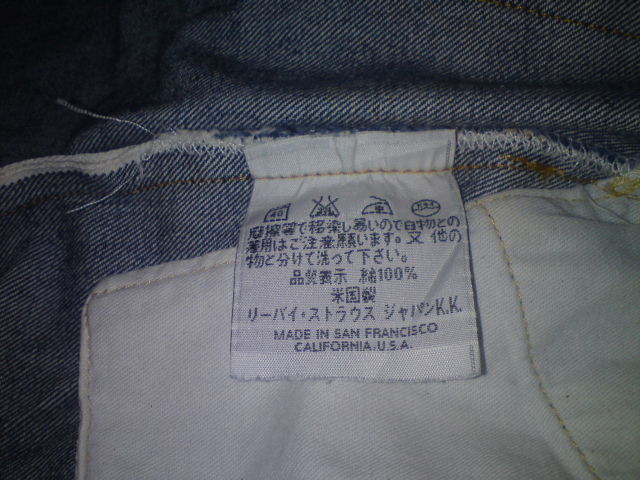 40
摩擦等で移染し易いので白物との
着用はご注意願います。又 他の
物と分けて洗って下さい。
品質表示 綿100%
米国製
リーバイ・ストラウス ジャパンK.K.
MADE IN SAN FRANCISCO
CALIFORNIA.U.S.A.